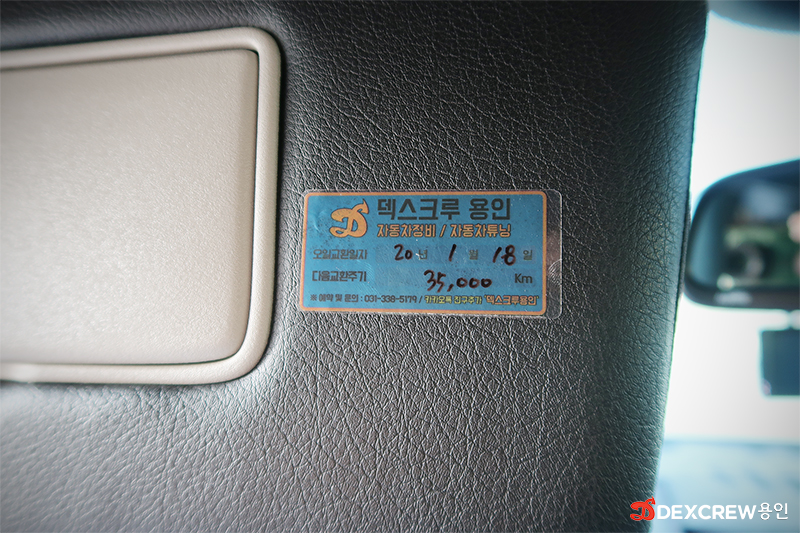 덱스크루 용인
자동차정비 / 자동차튜닝
오일교환일자 20년 1월 18일
다음교환주기 35,000 Km
※ 예약 및 문의 : 031-338-5179 / 카카오톡 친구추가 '덱스크루용인'
DEXCREW용인